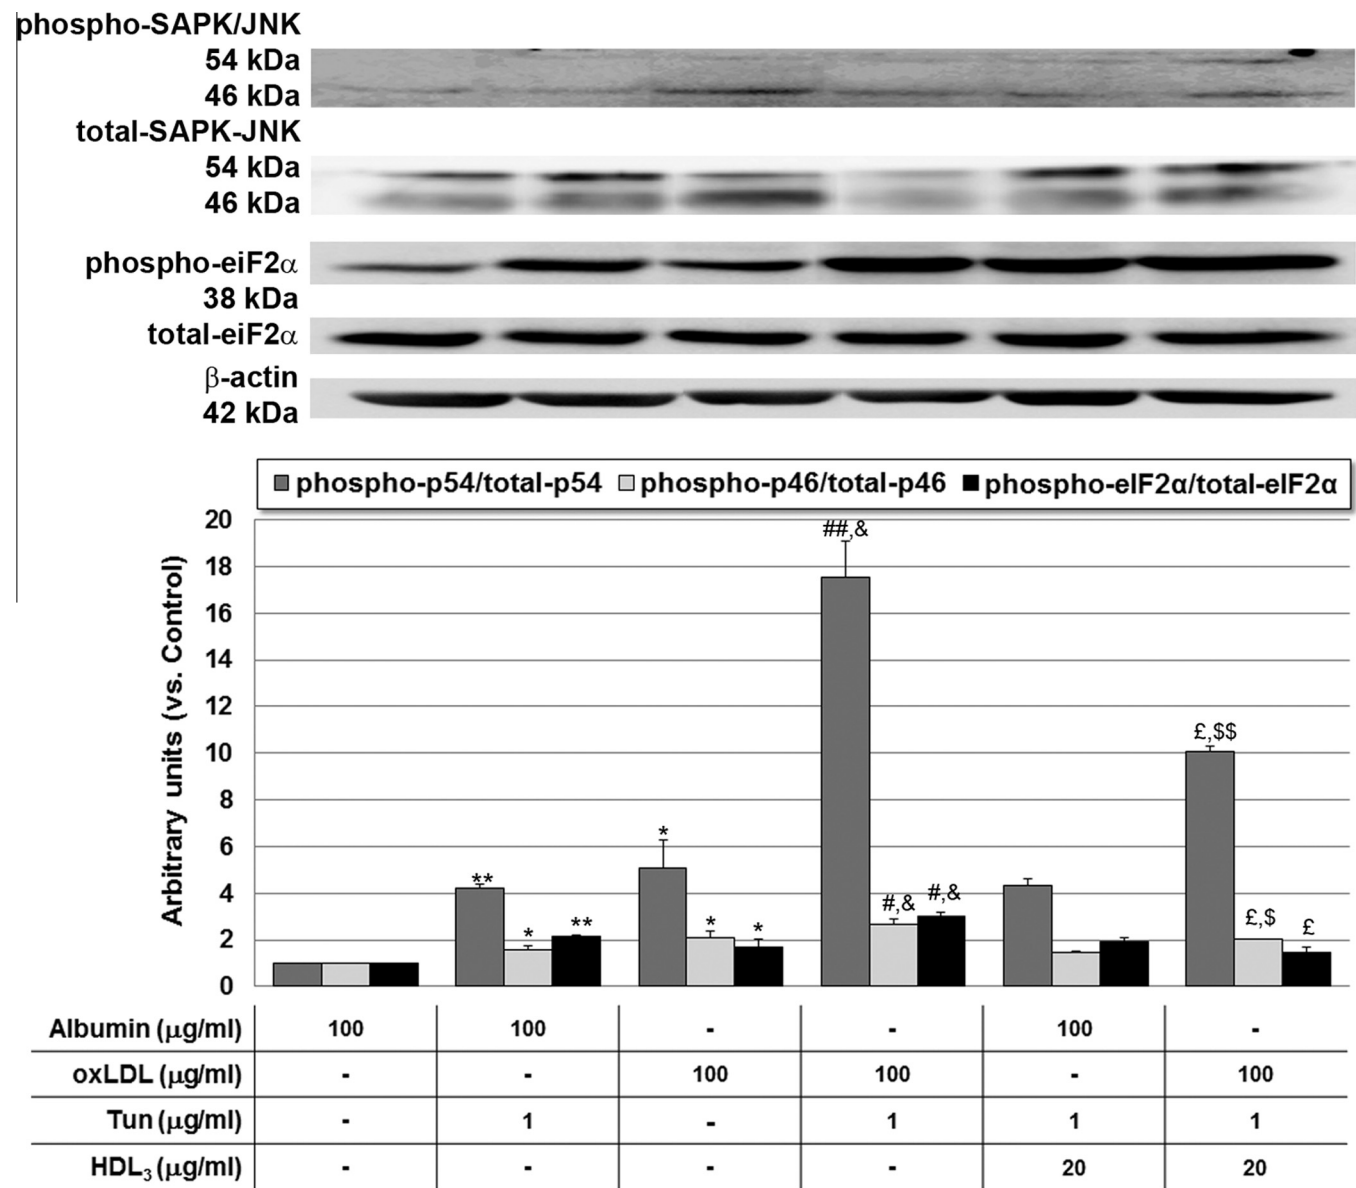 phospho-SAPK/JNK
54 kDa
46 kDa
total-SAPK-JNK
54 kDa
46 kDa
phospho-eiF2α
38 kDa
total-eiF2α
β-actin
42 kDa
phospho-p54/total-p54 phospho-p46/total-p46 phospho-eIF2α/total-eIF2α
Arbitrary units (vs. Control)
20
18
16
14
12
10
8
6
4
2
0
**
*
**
*
*
*
##,&
#,&
#,&
£,$$
£,$
£
Albumin (μg/ml) 100 100 - - 100 -
oxLDL (μg/ml) - - 100 100 - 100
Tun (μg/ml) - 1 - 1 1 1
HDL3 (μg/ml) - - - - 20 20